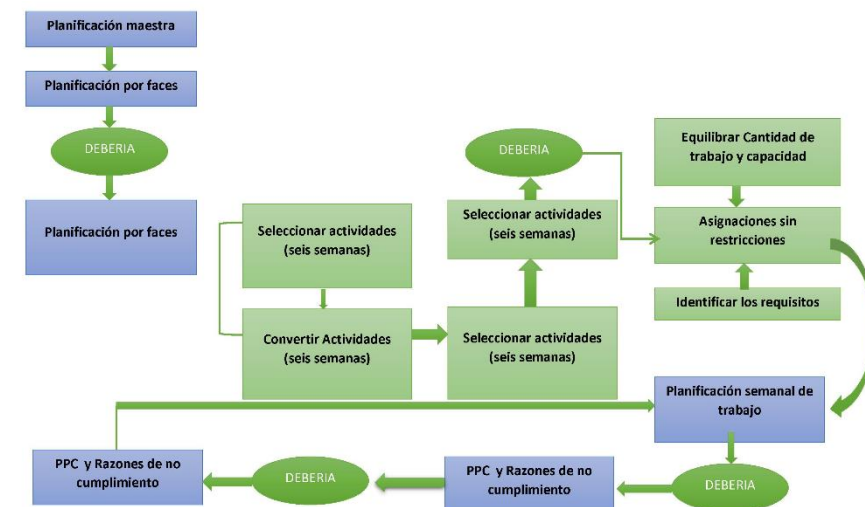 Planificación maestra
Planificación por faces
DEBERIA
Planificación por faces
Seleccionar actividades
(seis semanas)
Convertir Actividades
(seis semanas)
Seleccionar actividades
(seis semanas)
Seleccionar actividades
(seis semanas)
DEBERIA
Equilibrar Cantidad de
trabajo y capacidad
Asignaciones sin
restricciones
Identificar los requisitos
Planificación semanal de
trabajo
DEBERIA
PPC y Razones de no
cumplimiento
DEBERIA
PPC y Razones de no
cumplimiento